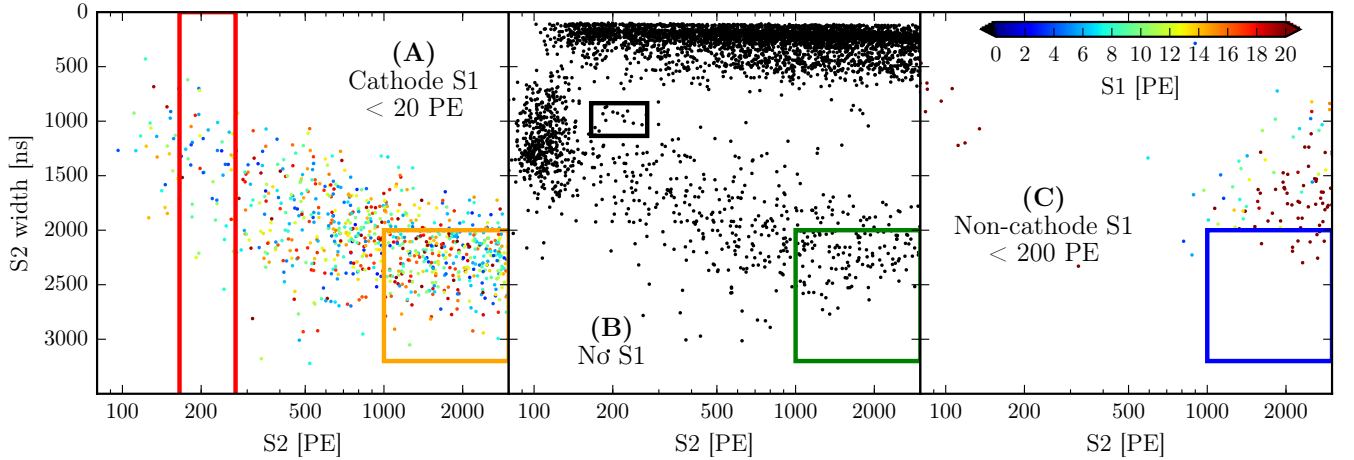 0
500
1000
1500
2000
2500
3000
S2 width [ns]
(A)
Cathode S1
< 20 PE
100 200 500 1000 2000
S2 [PE]
(B)
No S1
100 200 500 1000 2000
S2 [PE]
0 2 4 6 8 10 12 14 16 18 20
S1 [PE]
(C)
Non-cathode S1
< 200 PE
100 200 500 1000 2000
S2 [PE]